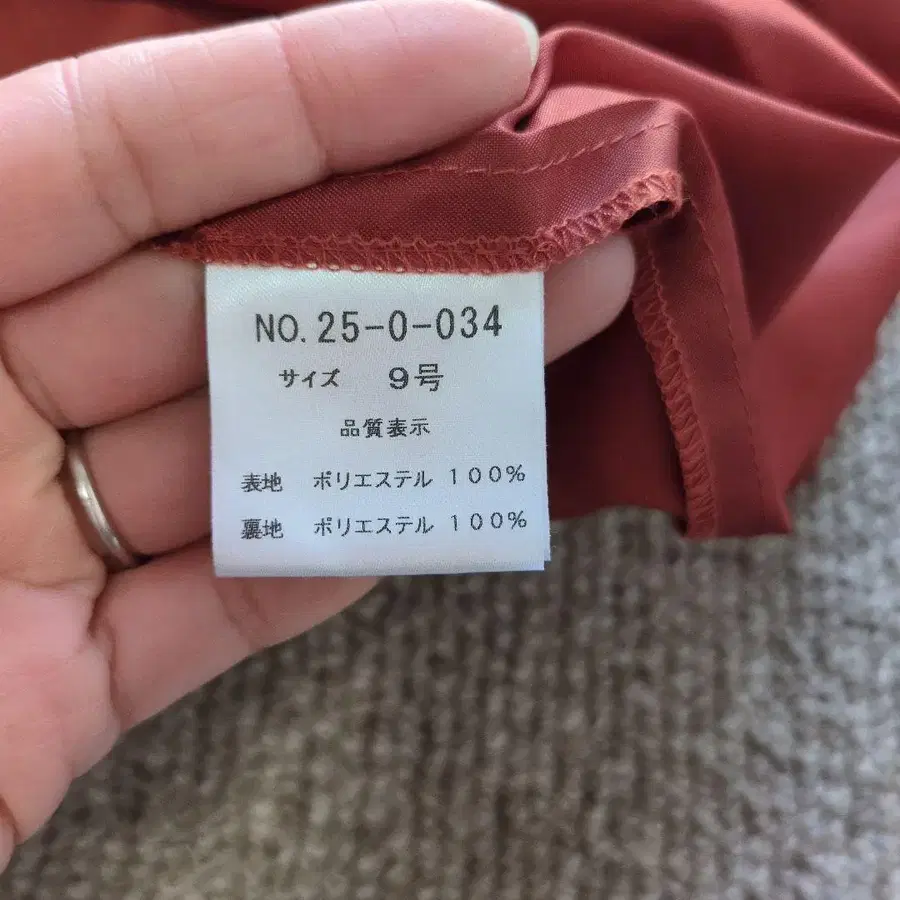 NO. 25-0-034
サイズ 9号
品質表示
表地 ポリエステル 100%
裏地 ポリエステル 100%